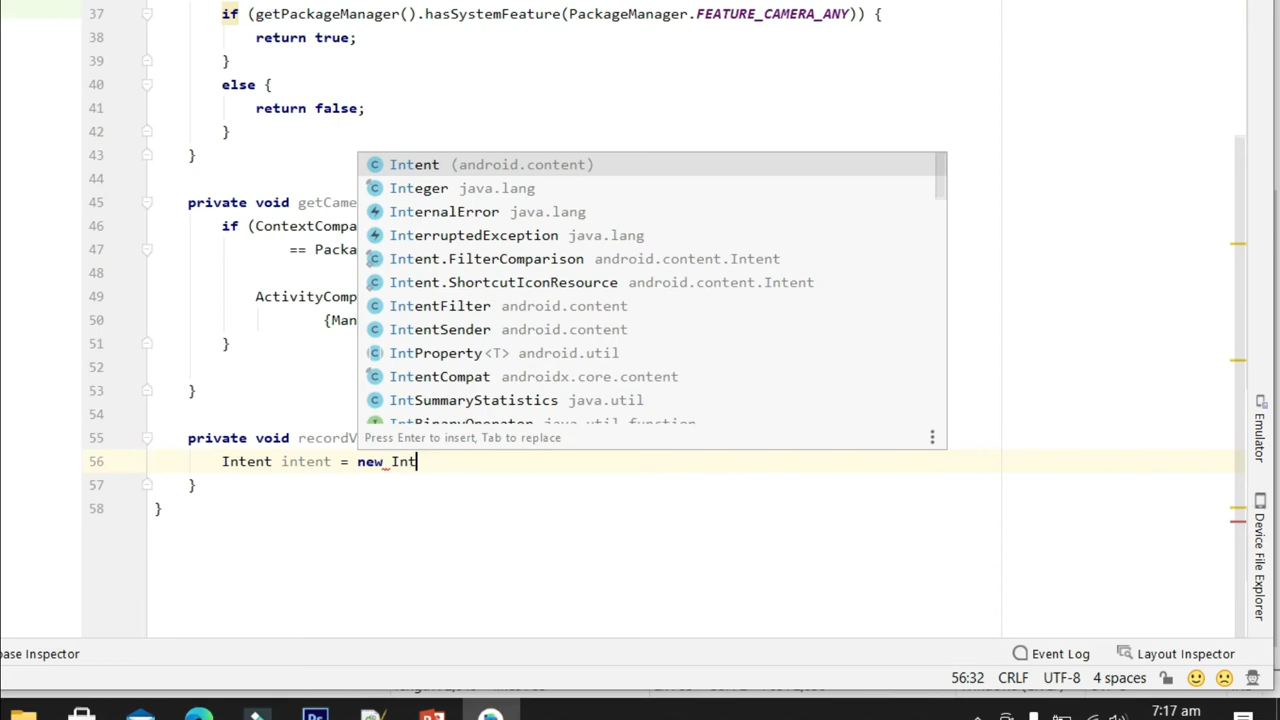 37 if (getPackageManager().hasSystemFeature(PackageManager.FEATURE_CAMERA_ANY)) {
38 return true;
39 }
40 else {
41 return false;
42 }
43 }
44
45 private void getCame
46 if (ContextCompa
47 == Packa
48
49 ActivityComp
50 {Man
51 }
52
53 }
54
55 private void recordV
56 Intent intent = new Int
57 }
58 }
Intent (android.content)
Integer java.lang
InternalError java.lang
InterruptedException java.lang
Intent.FilterComparison android.content.Intent
Intent.ShortcutIconResource android.content.Intent
IntentFilter android.content
IntentSender android.content
IntProperty<T> android.util
IntentCompat androidx.core.content
IntSummaryStatistics java.util
IntBinaryOperator java.util.function
Press Enter to insert, Tab to replace
Emulator
Device File Explorer
base Inspector
Event Log
Layout Inspector
56:32 CRLF UTF-8 4 spaces
7:17 am